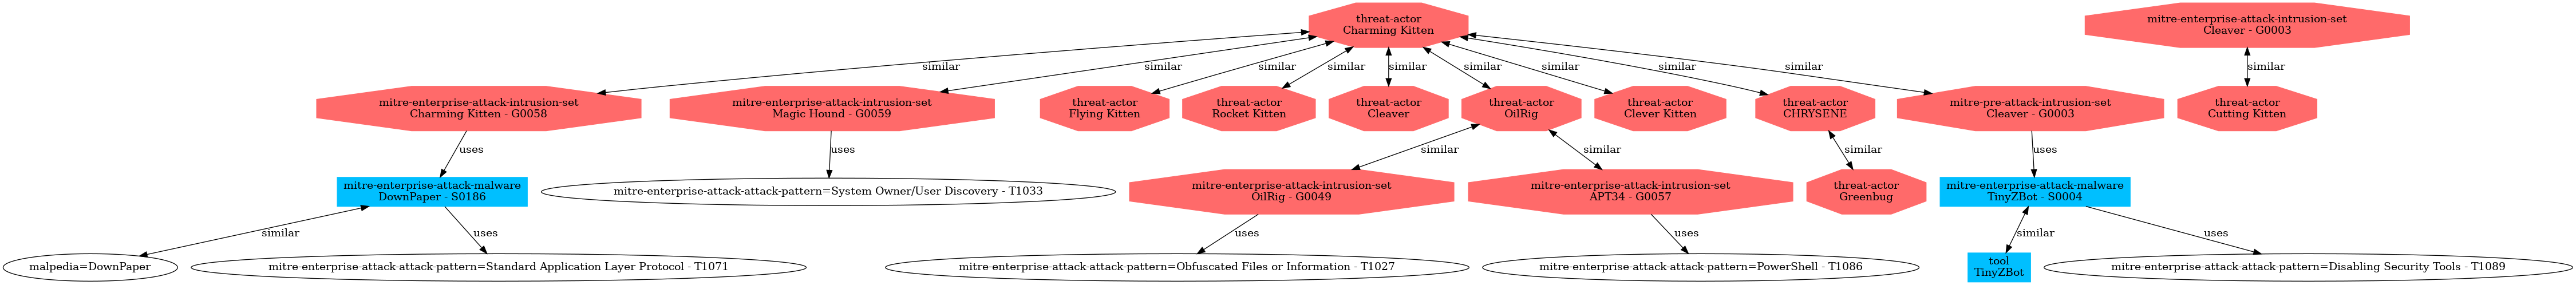 threat-actor
Charming Kitten
mitre-enterprise-attack-intrusion-set
Cleaver - G0003
similar
similar
similar
similar
similar
similar
similar
similar
similar
similar
mitre-enterprise-attack-intrusion-set
Charming Kitten - G0058
mitre-enterprise-attack-intrusion-set
Magic Hound - G0059
threat-actor
Flying Kitten
threat-actor
Rocket Kitten
threat-actor
Cleaver
threat-actor
OilRig
threat-actor
Clever Kitten
threat-actor
CHRYSENE
mitre-pre-attack-intrusion-set
Cleaver - G0003
threat-actor
Cutting Kitten
uses
uses
similar
similar
similar
uses
mitre-enterprise-attack-malware
DownPaper - S0186
mitre-enterprise-attack-attack-pattern=System Owner/User Discovery - T1033
mitre-enterprise-attack-intrusion-set
OilRig - G0049
mitre-enterprise-attack-intrusion-set
APT34 - G0057
threat-actor
Greenbug
mitre-enterprise-attack-malware
TinyZBot - S0004
similar
uses
uses
uses
similar
uses
malpedia=DownPaper
mitre-enterprise-attack-attack-pattern=Standard Application Layer Protocol - T1071
mitre-enterprise-attack-attack-pattern=Obfuscated Files or Information - T1027
mitre-enterprise-attack-attack-pattern=PowerShell - T1086
tool
TinyZBot
mitre-enterprise-attack-attack-pattern=Disabling Security Tools - T1089